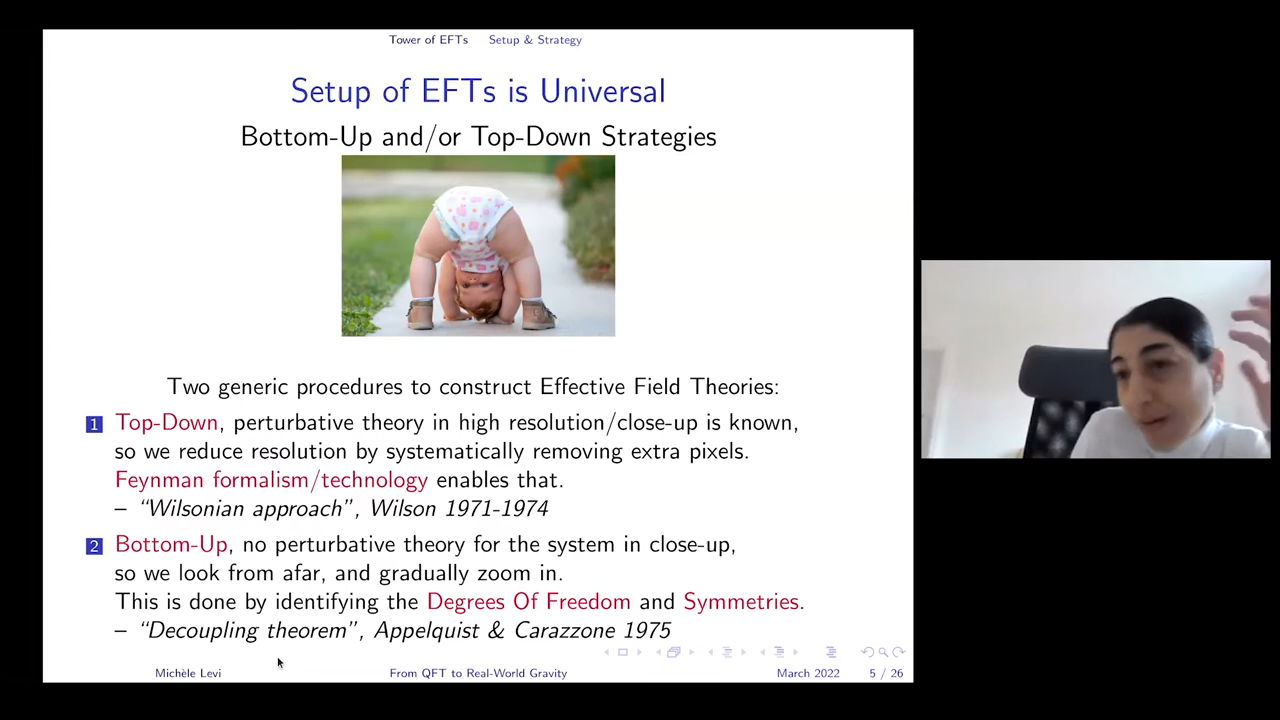 Tower of EFTs Setup & Strategy
Setup of EFTs is Universal
Bottom-Up and/or Top-Down Strategies
Two generic procedures to construct Effective Field Theories:
1 Top-Down, perturbative theory in high resolution/close-up is known,
so we reduce resolution by systematically removing extra pixels.
Feynman formalism/technology enables that.
– “Wilsonian approach”, Wilson 1971-1974
2 Bottom-Up, no perturbative theory for the system in close-up,
so we look from afar, and gradually zoom in.
This is done by identifying the Degrees Of Freedom and Symmetries.
– “Decoupling theorem”, Appelquist & Carazzone 1975
Michèle Levi From QFT to Real-World Gravity March 2022 5 / 26